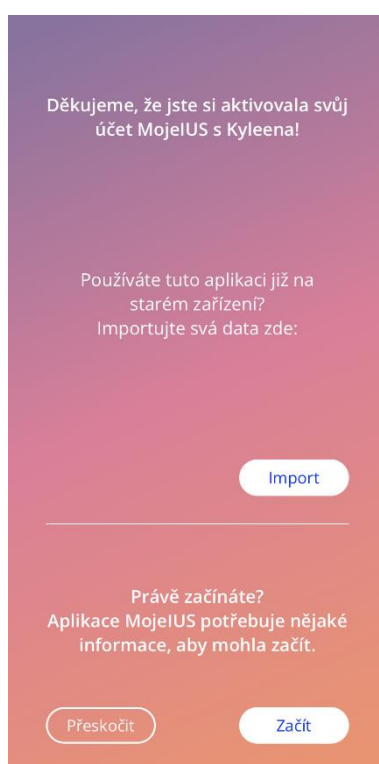 Děkujeme, že jste si aktivovala svůj
účet MojeIUS s Kyleena!
Používáte tuto aplikaci již na
starém zařízení?
Importujte svá data zde:
Import
Právě začínáte?
Aplikace MojeIUS potřebuje nějaké
informace, aby mohla začít.
Přeskočit
Začít